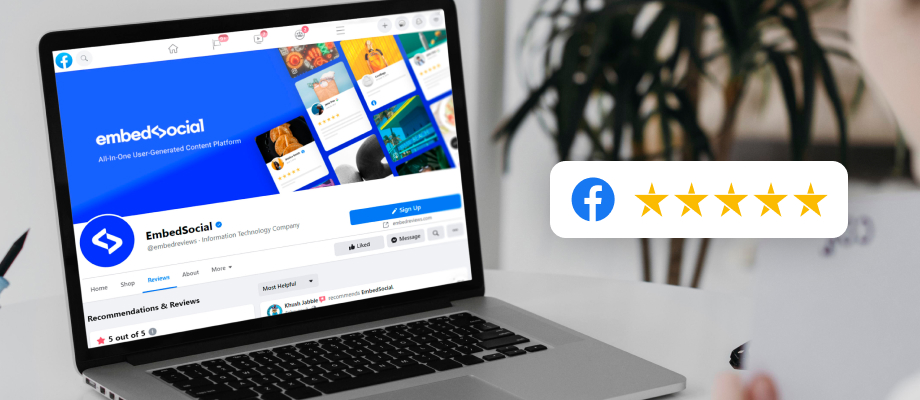 embedsocial
All-In-One User-Generated Content Platform
EmbedSocial
@embedreviews · Information Technology Company
Sign Up
embedreviews.com
Liked
Message
Home
Shop
Reviews
About
More
Recommendations & Reviews
5 out of 5
Most Helpful
Khush Jabble recommends EmbedSocial.